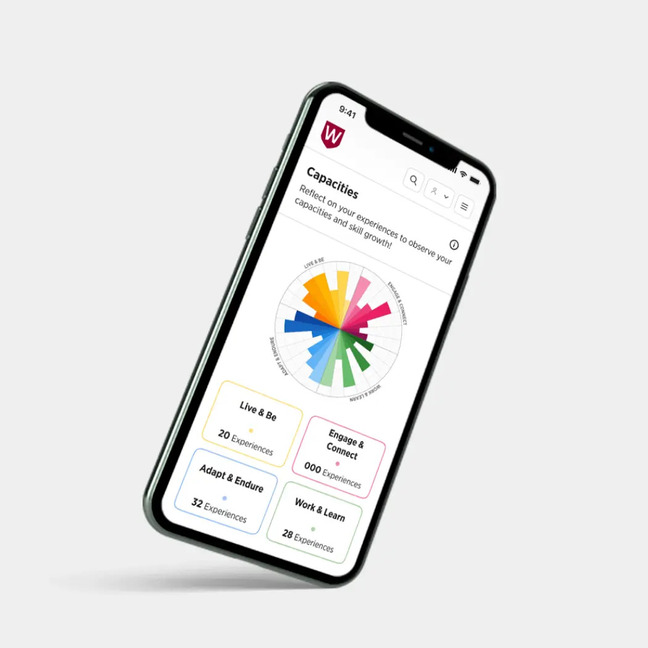 9:41
W
Capacities
Reflect on your experiences to observe your
capacities and skill growth!
LIVE & BE
ENGAGE & CONNECT
ADAPT & ENDURE
WORK & LEARN
Live & Be
20 Experiences
Engage &
Connect
000 Experiences
Adapt & Endure
32 Experiences
Work & Learn
28 Experiences